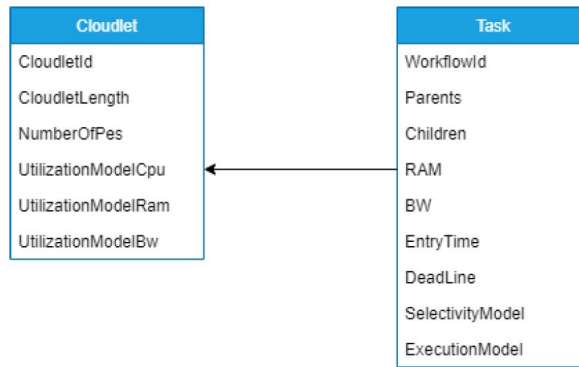 Cloudlet
CloudletId
CloudletLength
NumberOfPes
UtilizationModelCpu
UtilizationModelRam
UtilizationModelBw
Task
WorkflowId
Parents
Children
RAM
BW
EntryTime
DeadLine
SelectivityModel
ExecutionModel